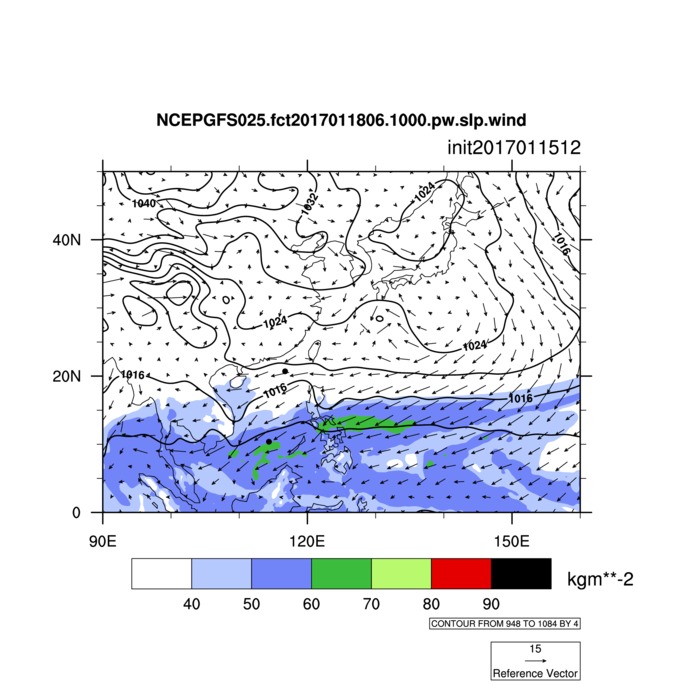 NCEPGFS025.fct2017011806.1000.pw.slp.wind
init2017011512
1040
1032
1024
1016
40N
1024
1024
20N
1016
1016
1016
0
90E 120E 150E
40 50 60 70 80 90
kgm**-2
CONTOUR FROM 948 TO 1084 BY 4
15
Reference Vector